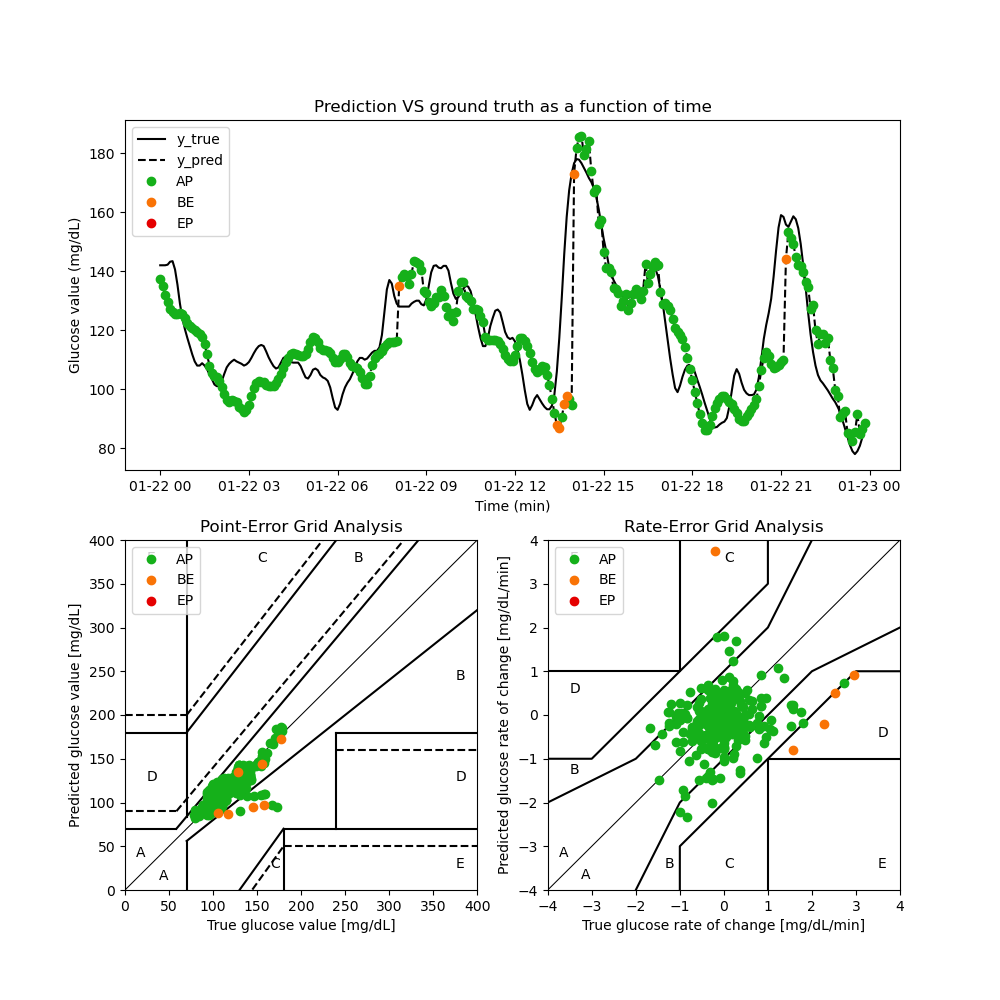 Prediction VS ground truth as a function of time
Glucose value (mg/dL)
180
160
140
120
100
80
y_true
y_pred
AP
BE
EP
01-22 00 01-22 03 01-22 06 01-22 09 01-22 12 01-22 15 01-22 18 01-22 21 01-23 00
Time (min)
Point-Error Grid Analysis
Predicted glucose value [mg/dL]
400
350
300
250
200
150
100
50
0
AP
BE
EP
C
B
B
D
D
A
A
C
E
0 50 100 150 200 250 300 350 400
True glucose value [mg/dL]
Rate-Error Grid Analysis
Predicted glucose rate of change [mg/dL/min]
4
3
2
1
0
−1
−2
−3
−4
AP
BE
EP
C
D
D
B
A
A
B
C
E
−4 −3 −2 −1 0 1 2 3 4
True glucose rate of change [mg/dL/min]